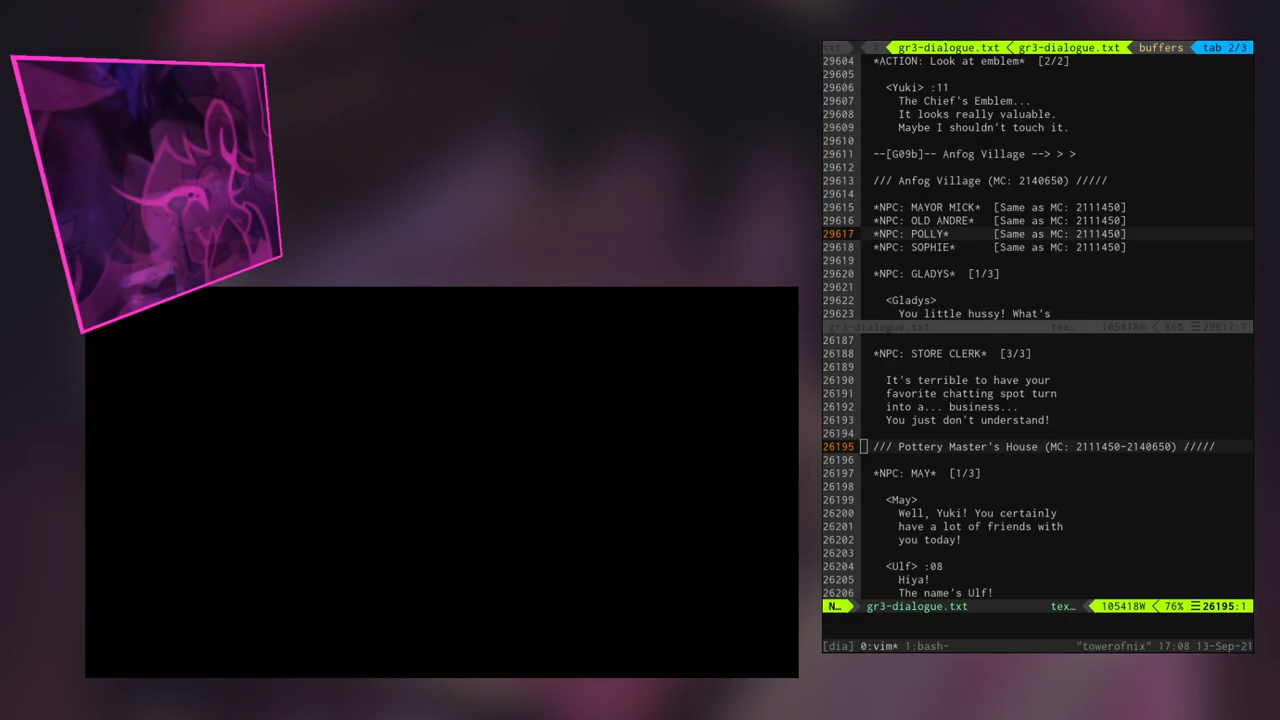 <xt X gr3-dialogue.txt gr3-dialogue.txt buffers tab 2/3
29604 *ACTION: Look at emblem* [2/2]
29605
29606 <Yuki> :11
29607 The Chief's Emblem...
29608 It looks really valuable.
29609 Maybe I shouldn't touch it.
29610
29611 --[G09b]-- Anfog Village --> > >
29612
29613 /// Anfog Village (MC: 2140650) /////
29614
29615 *NPC: MAYOR MICK* [Same as MC: 2111450]
29616 *NPC: OLD ANDRE* [Same as MC: 2111450]
29617 *NPC: POLLY* [Same as MC: 2111450]
29618 *NPC: SOPHIE* [Same as MC: 2111450]
29619
29620 *NPC: GLADYS* [1/3]
29621
29622 <Gladys>
29623 You little hussy! What's
gr3-dialogue.txt tex… 105418W 86% ☰29617:1
26187
26188 *NPC: STORE CLERK* [3/3]
26189
26190 It's terrible to have your
26191 favorite chatting spot turn
26192 into a... business...
26193 You just don't understand!
26194
26195 /// Pottery Master's House (MC: 2111450-2140650) /////
26196
26197 *NPC: MAY* [1/3]
26198
26199 <May>
26200 Well, Yuki! You certainly
26201 have a lot of friends with
26202 you today!
26203
26204 <Ulf> :08
26205 Hiya!
26206 The name's Ulf!
N… gr3-dialogue.txt tex… 105418W 76% ☰26195:1
[dia] 0:vim* 1:bash- "towerofnix" 17:08 13-Sep-21